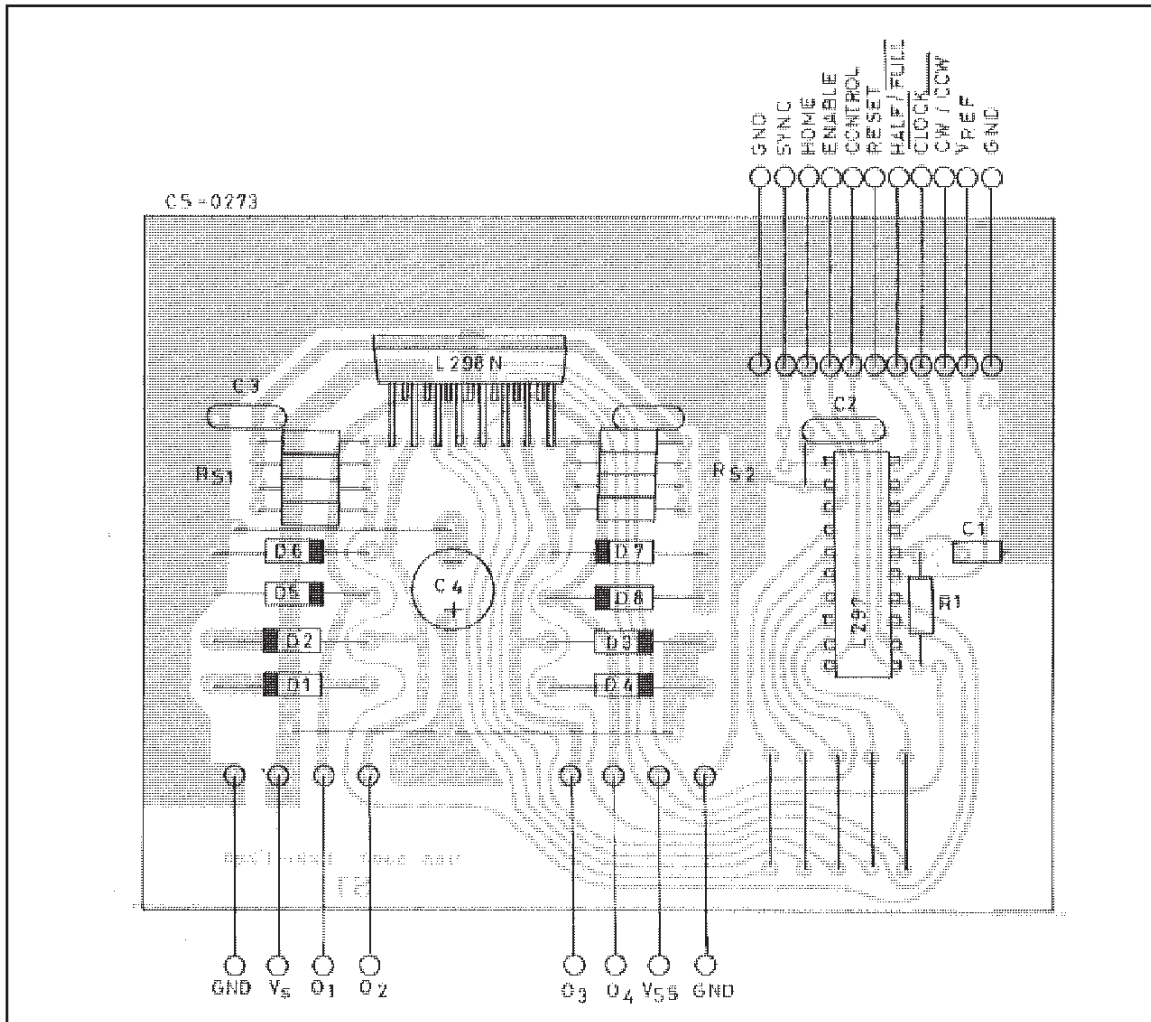 GND
SYNC
HOME
ENABLE
CONTROL
RESET
HALF/FULL
CLOCK
CW/CCW
VREF
GND
CS-0273
L298N
C3
C2
RS1
RS2
D6
D7
C1
C4
D5
D8
R1
L297
D2
D3
D1
D4
GND VS O1 O2 O3 O4 VSS GND